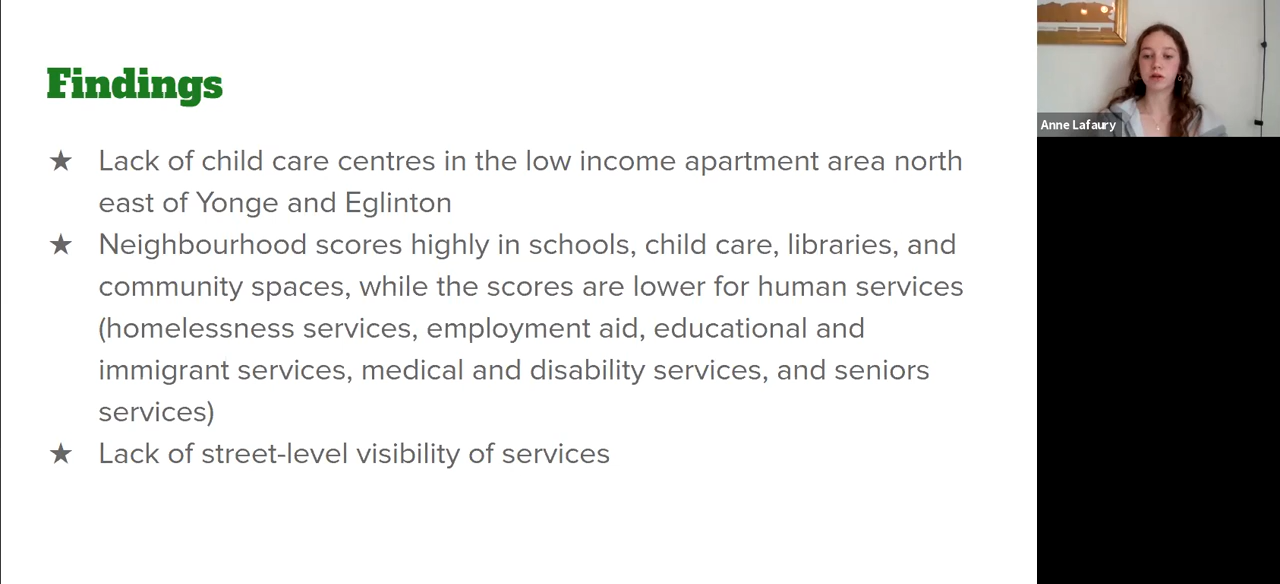 Findings
★ Lack of child care centres in the low income apartment area north
east of Yonge and Eglinton
★ Neighbourhood scores highly in schools, child care, libraries, and
community spaces, while the scores are lower for human services
(homelessness services, employment aid, educational and
immigrant services, medical and disability services, and seniors
services)
★ Lack of street-level visibility of services
Anne Lafaury